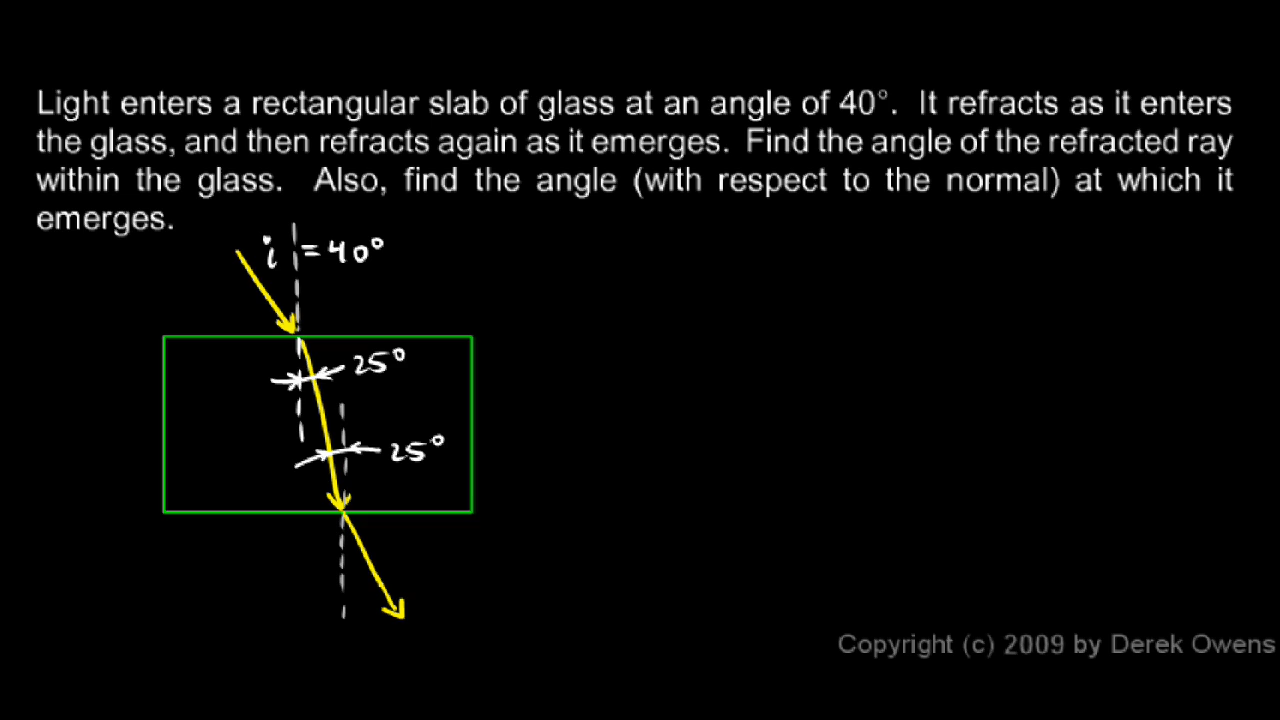 Light enters a rectangular slab of glass at an angle of 40°. It refracts as it enters
the glass, and then refracts again as it emerges. Find the angle of the refracted ray
within the glass. Also, find the angle (with respect to the normal) at which it
emerges.
i = 40°
25°
25°
Copyright (c) 2009 by Derek Owens